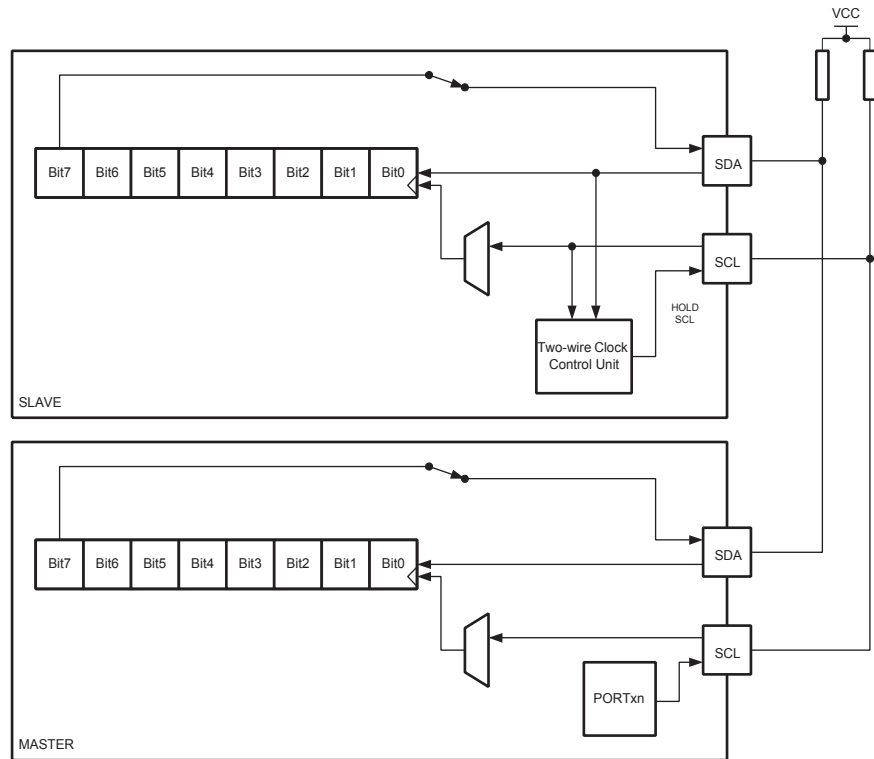 VCC
Bit7 Bit6 Bit5 Bit4 Bit3 Bit2 Bit1 Bit0
SDA
SCL
HOLD
SCL
Two-wire Clock
Control Unit
SLAVE
Bit7 Bit6 Bit5 Bit4 Bit3 Bit2 Bit1 Bit0
SDA
SCL
PORTxn
MASTER